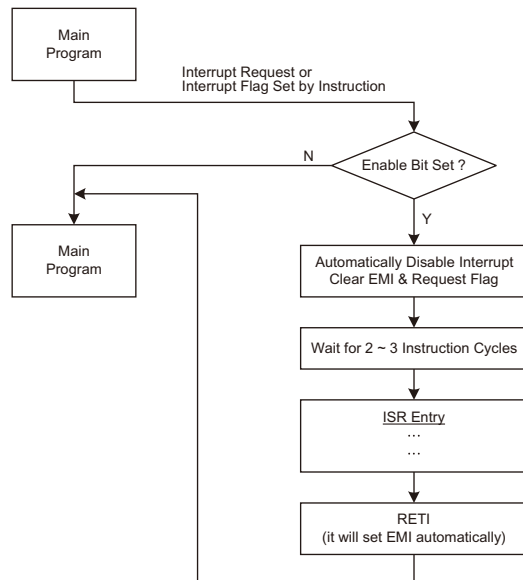 Main
Program
Interrupt Request or
Interrupt Flag Set by Instruction
N
Enable Bit Set ?
Y
Main
Program
Automatically Disable Interrupt
Clear EMI & Request Flag
Wait for 2 ~ 3 Instruction Cycles
ISR Entry
...
...
RETI
(it will set EMI automatically)